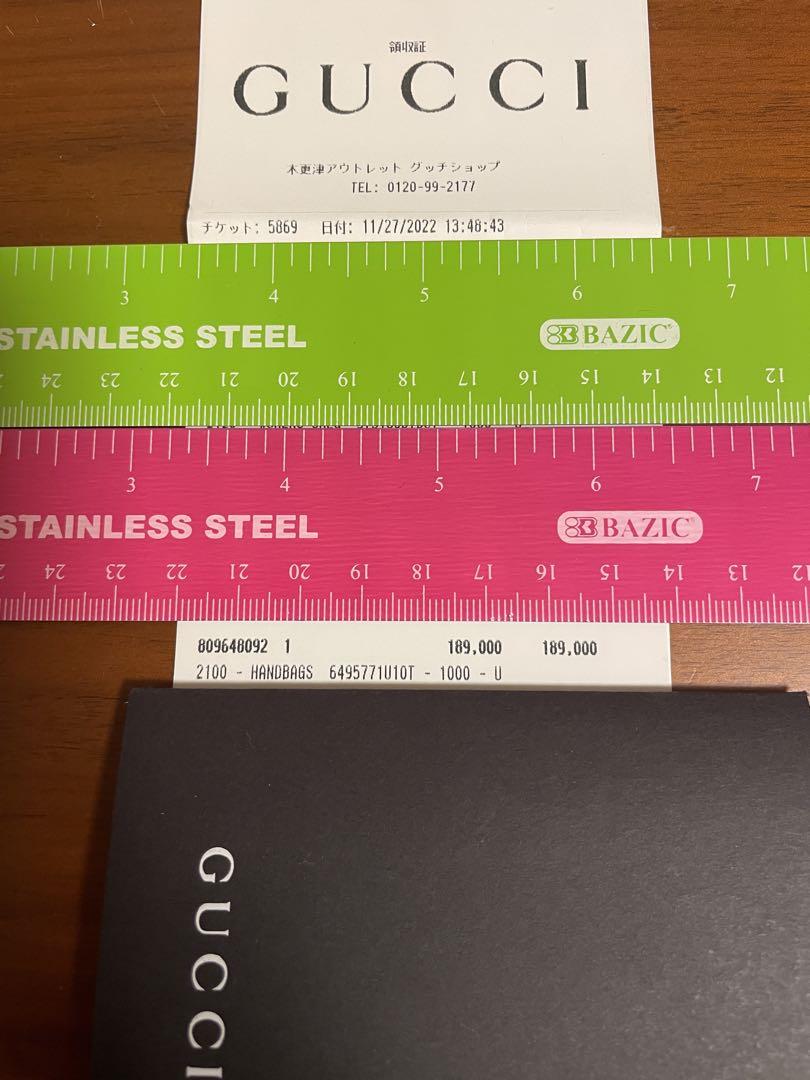 領収証
GUCCI
木更津アウトレット グッチショップ
TEL: 0120-99-2177
チケット: 5869 日付: 11/27/2022 13:48:43
3 4 5 6 7
STAINLESS STEEL BAZIC
24 23 22 21 20 19 18 17 16 15 14 13 12
3 4 5 6 7
STAINLESS STEEL BAZIC
24 23 22 21 20 19 18 17 16 15 14 13 12
809648092 1 189,000 189,000
2100 - HANDBAGS 6495771U10T - 1000 - U
GUCCI